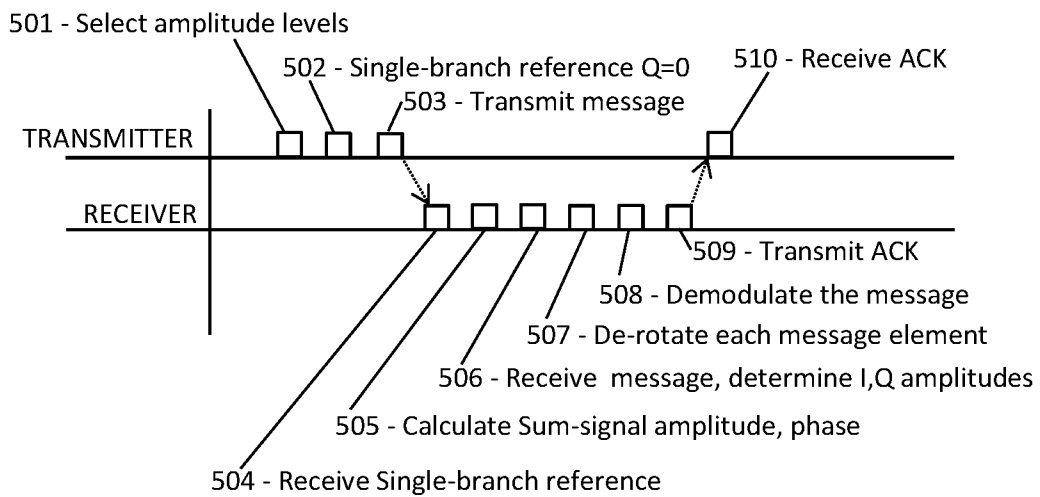 501 - Select amplitude levels
502 - Single-branch reference Q=0
503 - Transmit message
510 - Receive ACK
TRANSMITTER
RECEIVER
509 - Transmit ACK
508 - Demodulate the message
507 - De-rotate each message element
506 - Receive message, determine I,Q amplitudes
505 - Calculate Sum-signal amplitude, phase
504 - Receive Single-branch reference